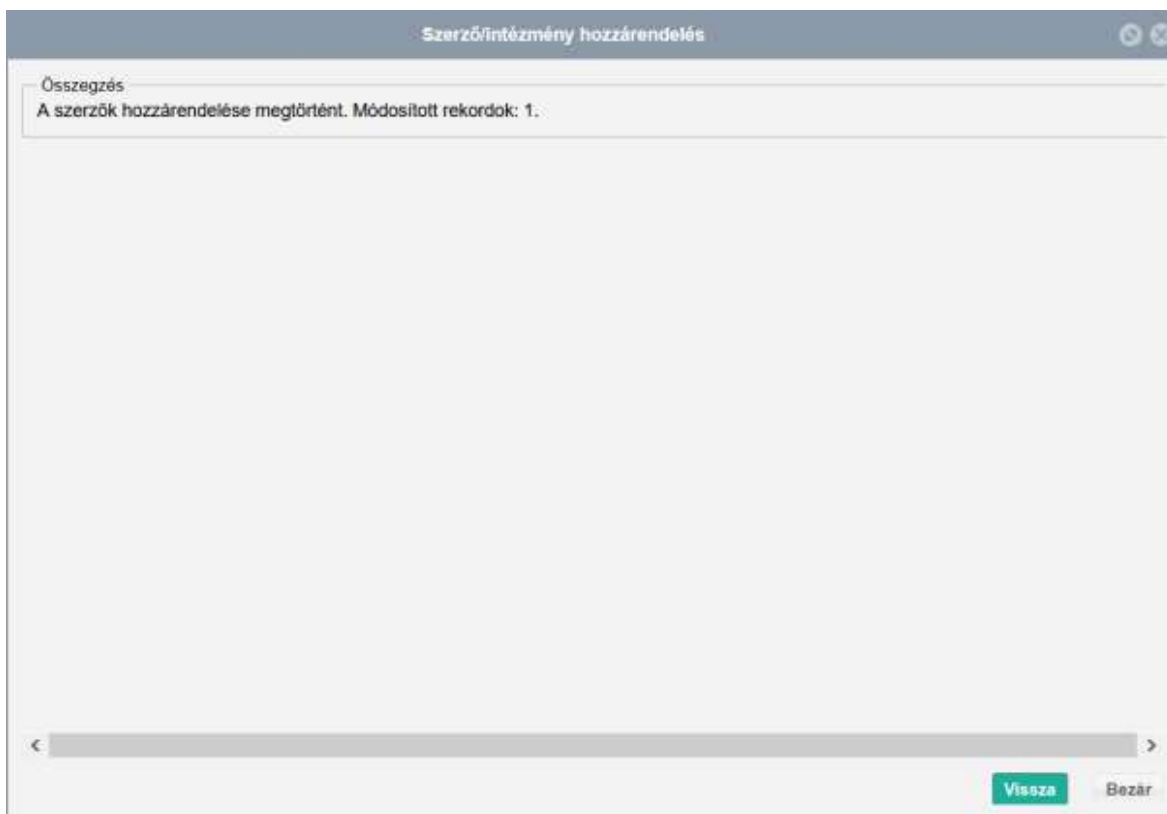 Szerző/intézmény hozzárendelés
Összegzés
A szerzők hozzárendelése megtörtént. Módosított rekordok: 1.
Vissza
Bezár